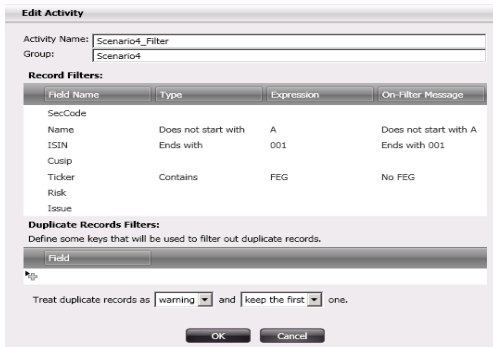 Edit Activity
Activity Name: Scenario4_Filter
Group: Scenario4
Record Filters:
Field Name Type Expression On-Filter Message
SecCode
Name Does not start with A Does not start with A
ISIN Ends with 001 Ends with 001
Cusip
Ticker Contains FEG No FEG
Risk
Issue
Duplicate Records Filters:
Define some keys that will be used to filter out duplicate records.
Field
Treat duplicate records as warning and keep the first one.
OK Cancel